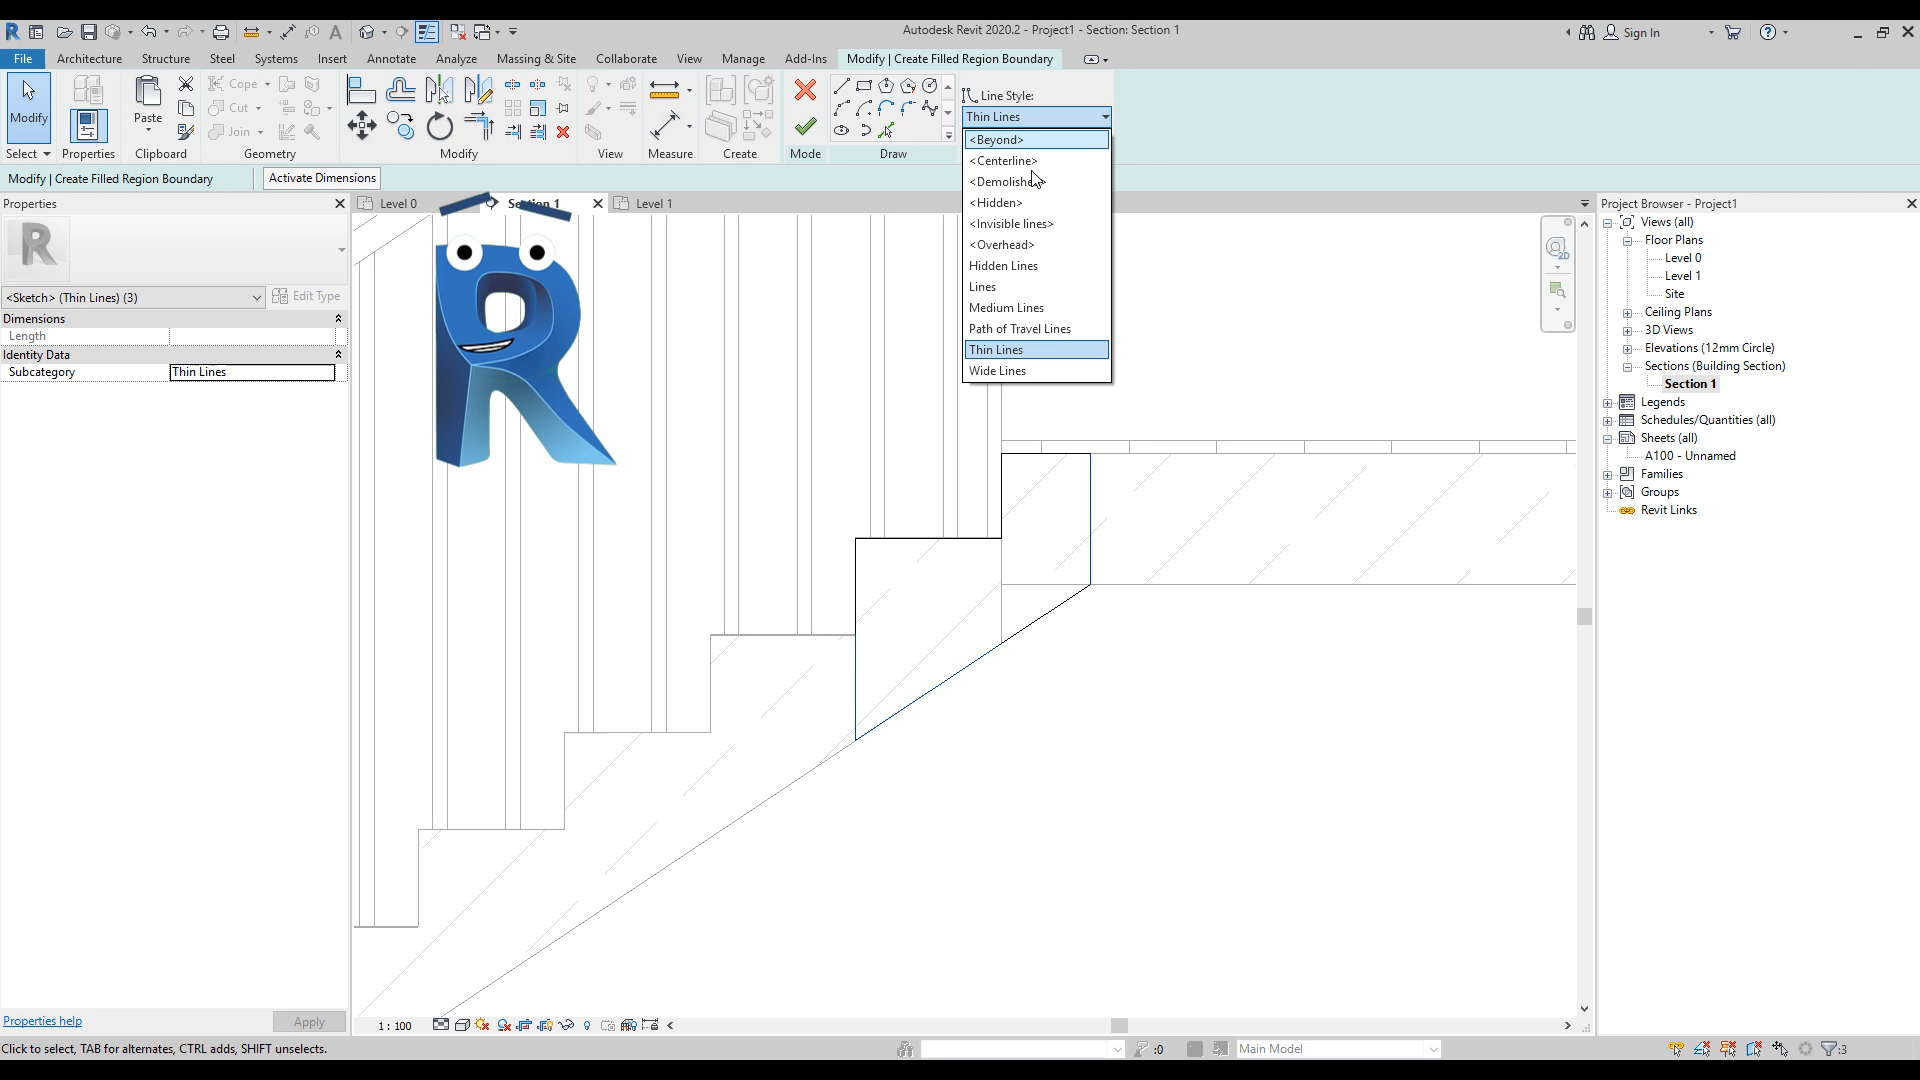 Autodesk Revit 2020.2 - Project1 - Section: Section 1
Sign In
File Architecture Structure Steel Systems Insert Annotate Analyze Massing & Site Collaborate View Manage Add-Ins Modify | Create Filled Region Boundary
Modify
Paste
Cope
Cut
Join
Line Style:
Thin Lines
Select Properties Clipboard Geometry Modify View Measure Create Mode Draw
<Beyond>
<Centerline>
<Hidden>
<Invisible lines>
<Overhead>
Hidden Lines
Lines
Medium Lines
Path of Travel Lines
Thin Lines
Wide Lines
Modify | Create Filled Region Boundary
Activate Dimensions
Properties
Level 0
Level 1
Project Browser - Project1
R
<Sketch> (Thin Lines) (3)
Edit Type
Dimensions
Length
Identity Data
Subcategory Thin Lines
2D
Views (all)
Floor Plans
Level 0
Level 1
Site
Ceiling Plans
3D Views
Elevations (12mm Circle)
Sections (Building Section)
Section 1
Legends
Schedules/Quantities (all)
Sheets (all)
A100 - Unnamed
Families
Groups
Revit Links
Properties help
Apply
1 : 100
Click to select, TAB for alternates, CTRL adds, SHIFT unselects.
:0
Main Model
:3